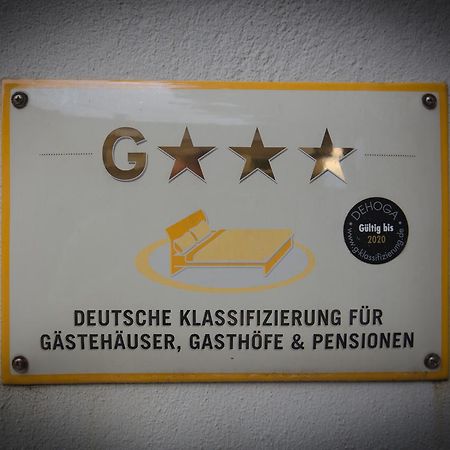 G★★★
DEHOGA
Gültig bis
2020
www.g-klassifizierung.de
DEUTSCHE KLASSIFIZIERUNG FÜR
GÄSTEHÄUSER, GASTHÖFE & PENSIONEN